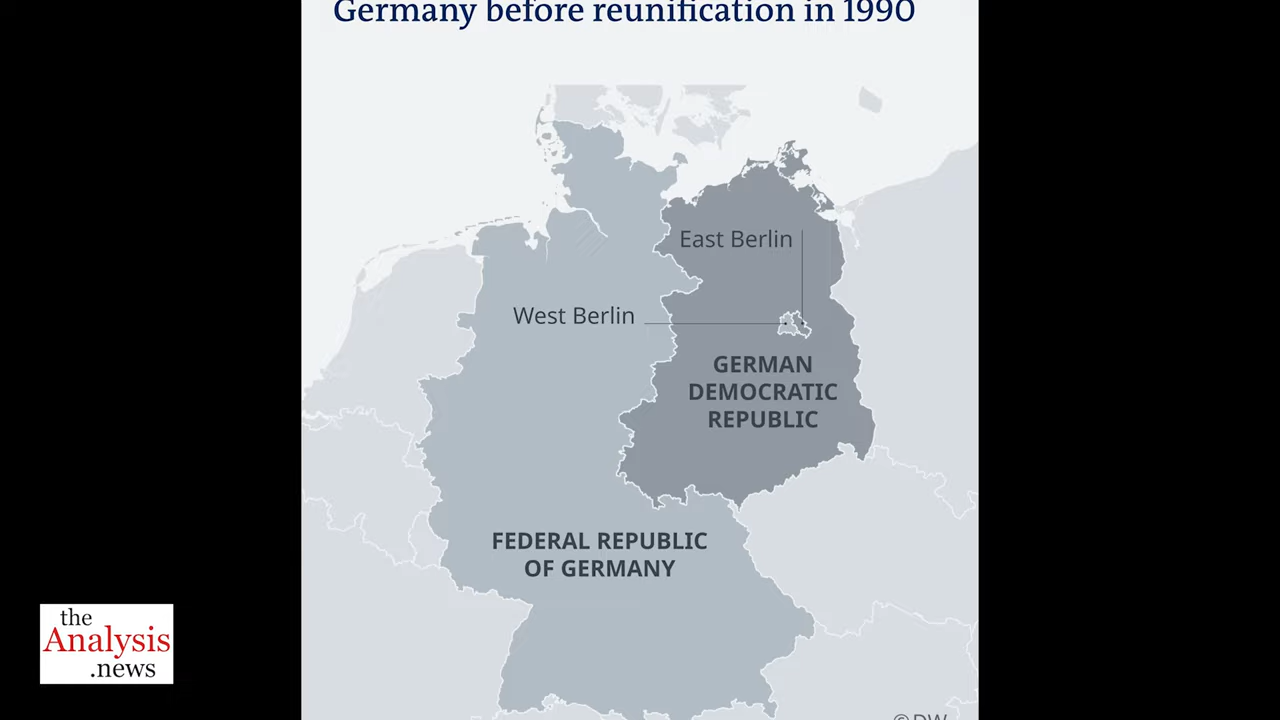 Germany before reunification in 1990
East Berlin
West Berlin
GERMAN
DEMOCRATIC
REPUBLIC
FEDERAL REPUBLIC
OF GERMANY
the
Analysis
.news
©DW